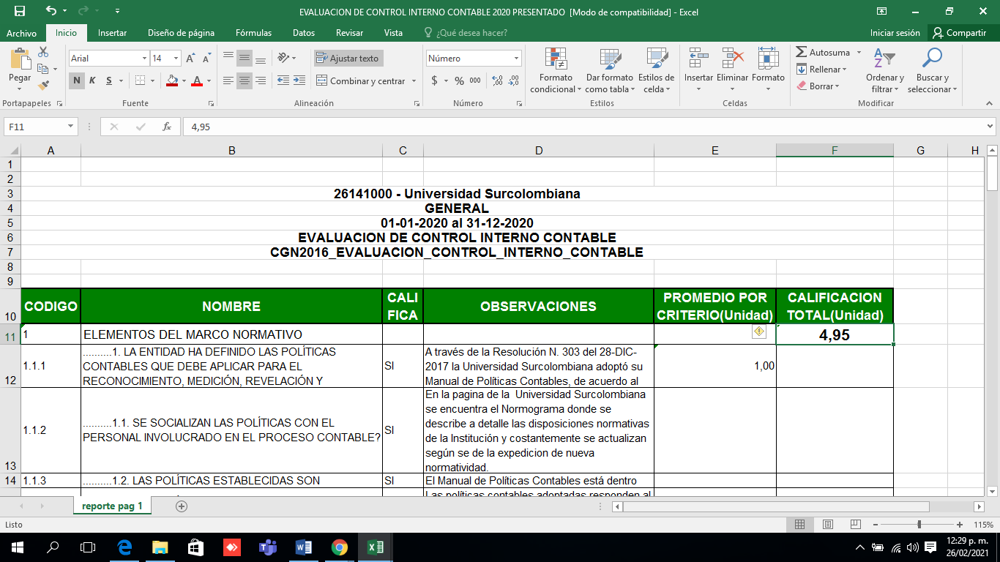 EVALUACION DE CONTROL INTERNO CONTABLE 2020 PRESENTADO [Modo de compatibilidad] - Excel
Archivo Inicio Insertar Diseño de página Fórmulas Datos Revisar Vista ¿Qué desea hacer? Iniciar sesión Compartir
Pegar
Arial 14
N K S
Ajustar texto
Combinar y centrar
Número
$ % 000
Formato condicional
Dar formato como tabla
Estilos de celda
Insertar Eliminar Formato
Autosuma
Rellenar
Borrar
Ordenar y filtrar
Buscar y seleccionar
Portapapeles Fuente Alineación Número Estilos Celdas Modificar
F11 fx 4,95
A B C D E F G H
1
2
3 26141000 - Universidad Surcolombiana
4 GENERAL
5 01-01-2020 al 31-12-2020
6 EVALUACION DE CONTROL INTERNO CONTABLE
7 CGN2016_EVALUACION_CONTROL_INTERNO_CONTABLE
8
9
10 CODIGO NOMBRE CALI FICA OBSERVACIONES PROMEDIO POR CRITERIO(Unidad) CALIFICACION TOTAL(Unidad)
11 1 ELEMENTOS DEL MARCO NORMATIVO 4,95
12 1.1.1
..........1. LA ENTIDAD HA DEFINIDO LAS POLÍTICAS
CONTABLES QUE DEBE APLICAR PARA EL
RECONOCIMIENTO, MEDICIÓN, REVELACIÓN Y
SI
A través de la Resolución N. 303 del 28-DIC-
2017 la Universidad Surcolombiana adoptó su
Manual de Políticas Contables, de acuerdo al
1,00
13 1.1.2
..........1.1. SE SOCIALIZAN LAS POLÍTICAS CON EL
PERSONAL INVOLUCRADO EN EL PROCESO CONTABLE?
SI
En la pagina de la Universidad Surcolombiana
se encuentra el Normograma donde se
describe a detalle las disposiciones normativas
de la Institución y costantemente se actualizan
según se de la expedicion de nueva
normatividad.
14 1.1.3 ..........1.2. LAS POLÍTICAS ESTABLECIDAS SON SI El Manual de Políticas Contables está dentro
Las políticas contables adoptadas responden al
reporte pag 1
Listo 115%
12:29 p. m.
26/02/2021